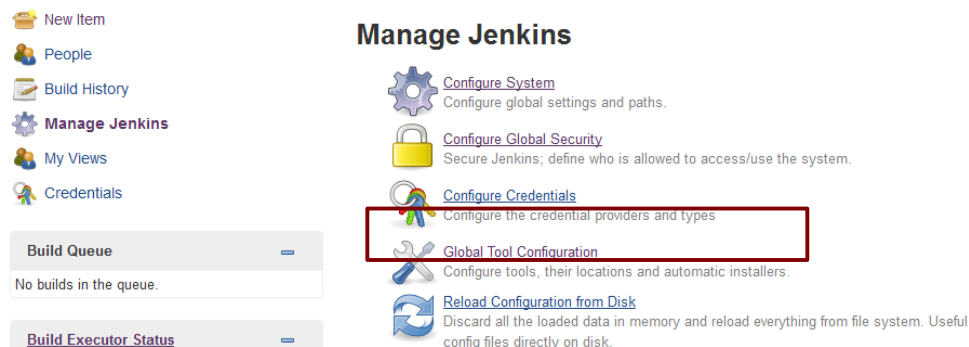 New Item
People
Build History
Manage Jenkins
My Views
Credentials
Build Queue
No builds in the queue.
Build Executor Status
Manage Jenkins
Configure System
Configure global settings and paths.
Configure Global Security
Secure Jenkins; define who is allowed to access/use the system.
Configure Credentials
Configure the credential providers and types
Global Tool Configuration
Configure tools, their locations and automatic installers.
Reload Configuration from Disk
Discard all the loaded data in memory and reload everything from file system. Useful
config files directly on disk.